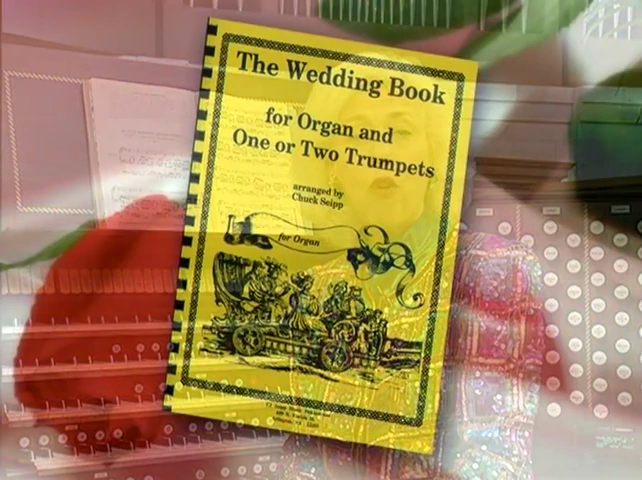 The Wedding Book
for Organ and
One or Two Trumpets
arranged by
Chuck Seipp
for Organ